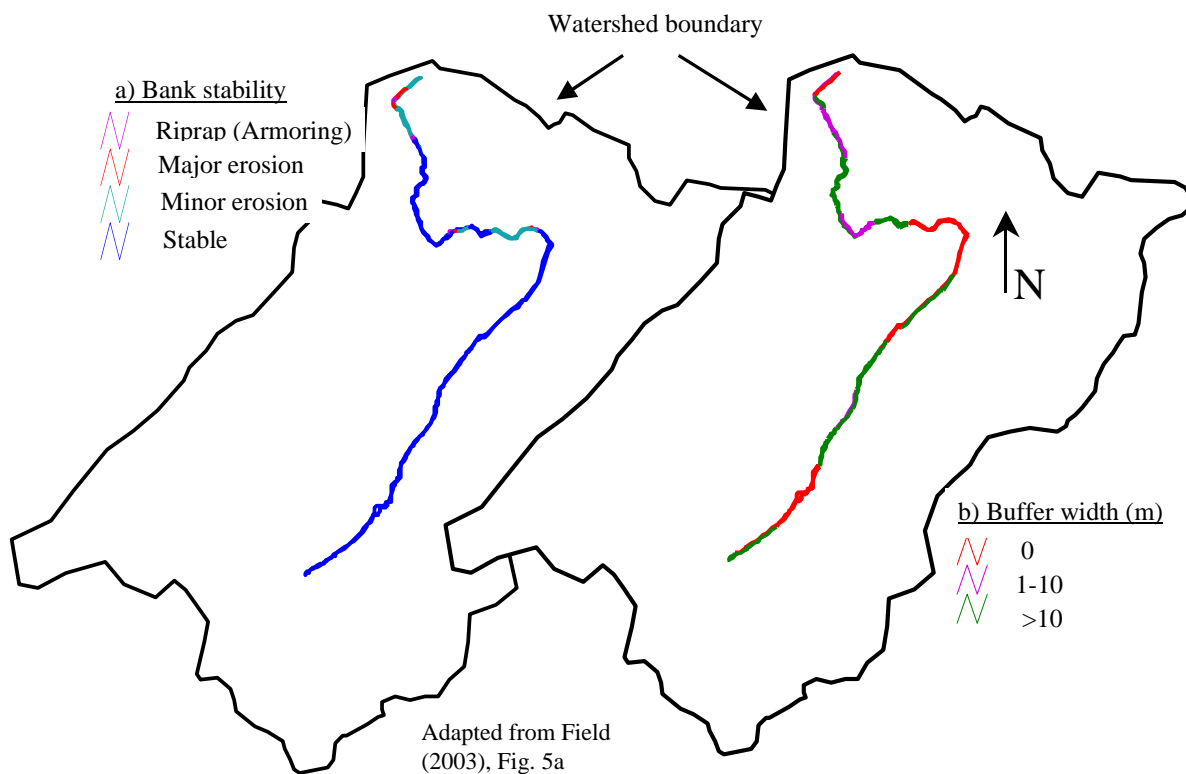 Watershed boundary
a) Bank stability
Riprap (Armoring)
Major erosion
Minor erosion
Stable
N
b) Buffer width (m)
0
1-10
>10
Adapted from Field
(2003), Fig. 5a